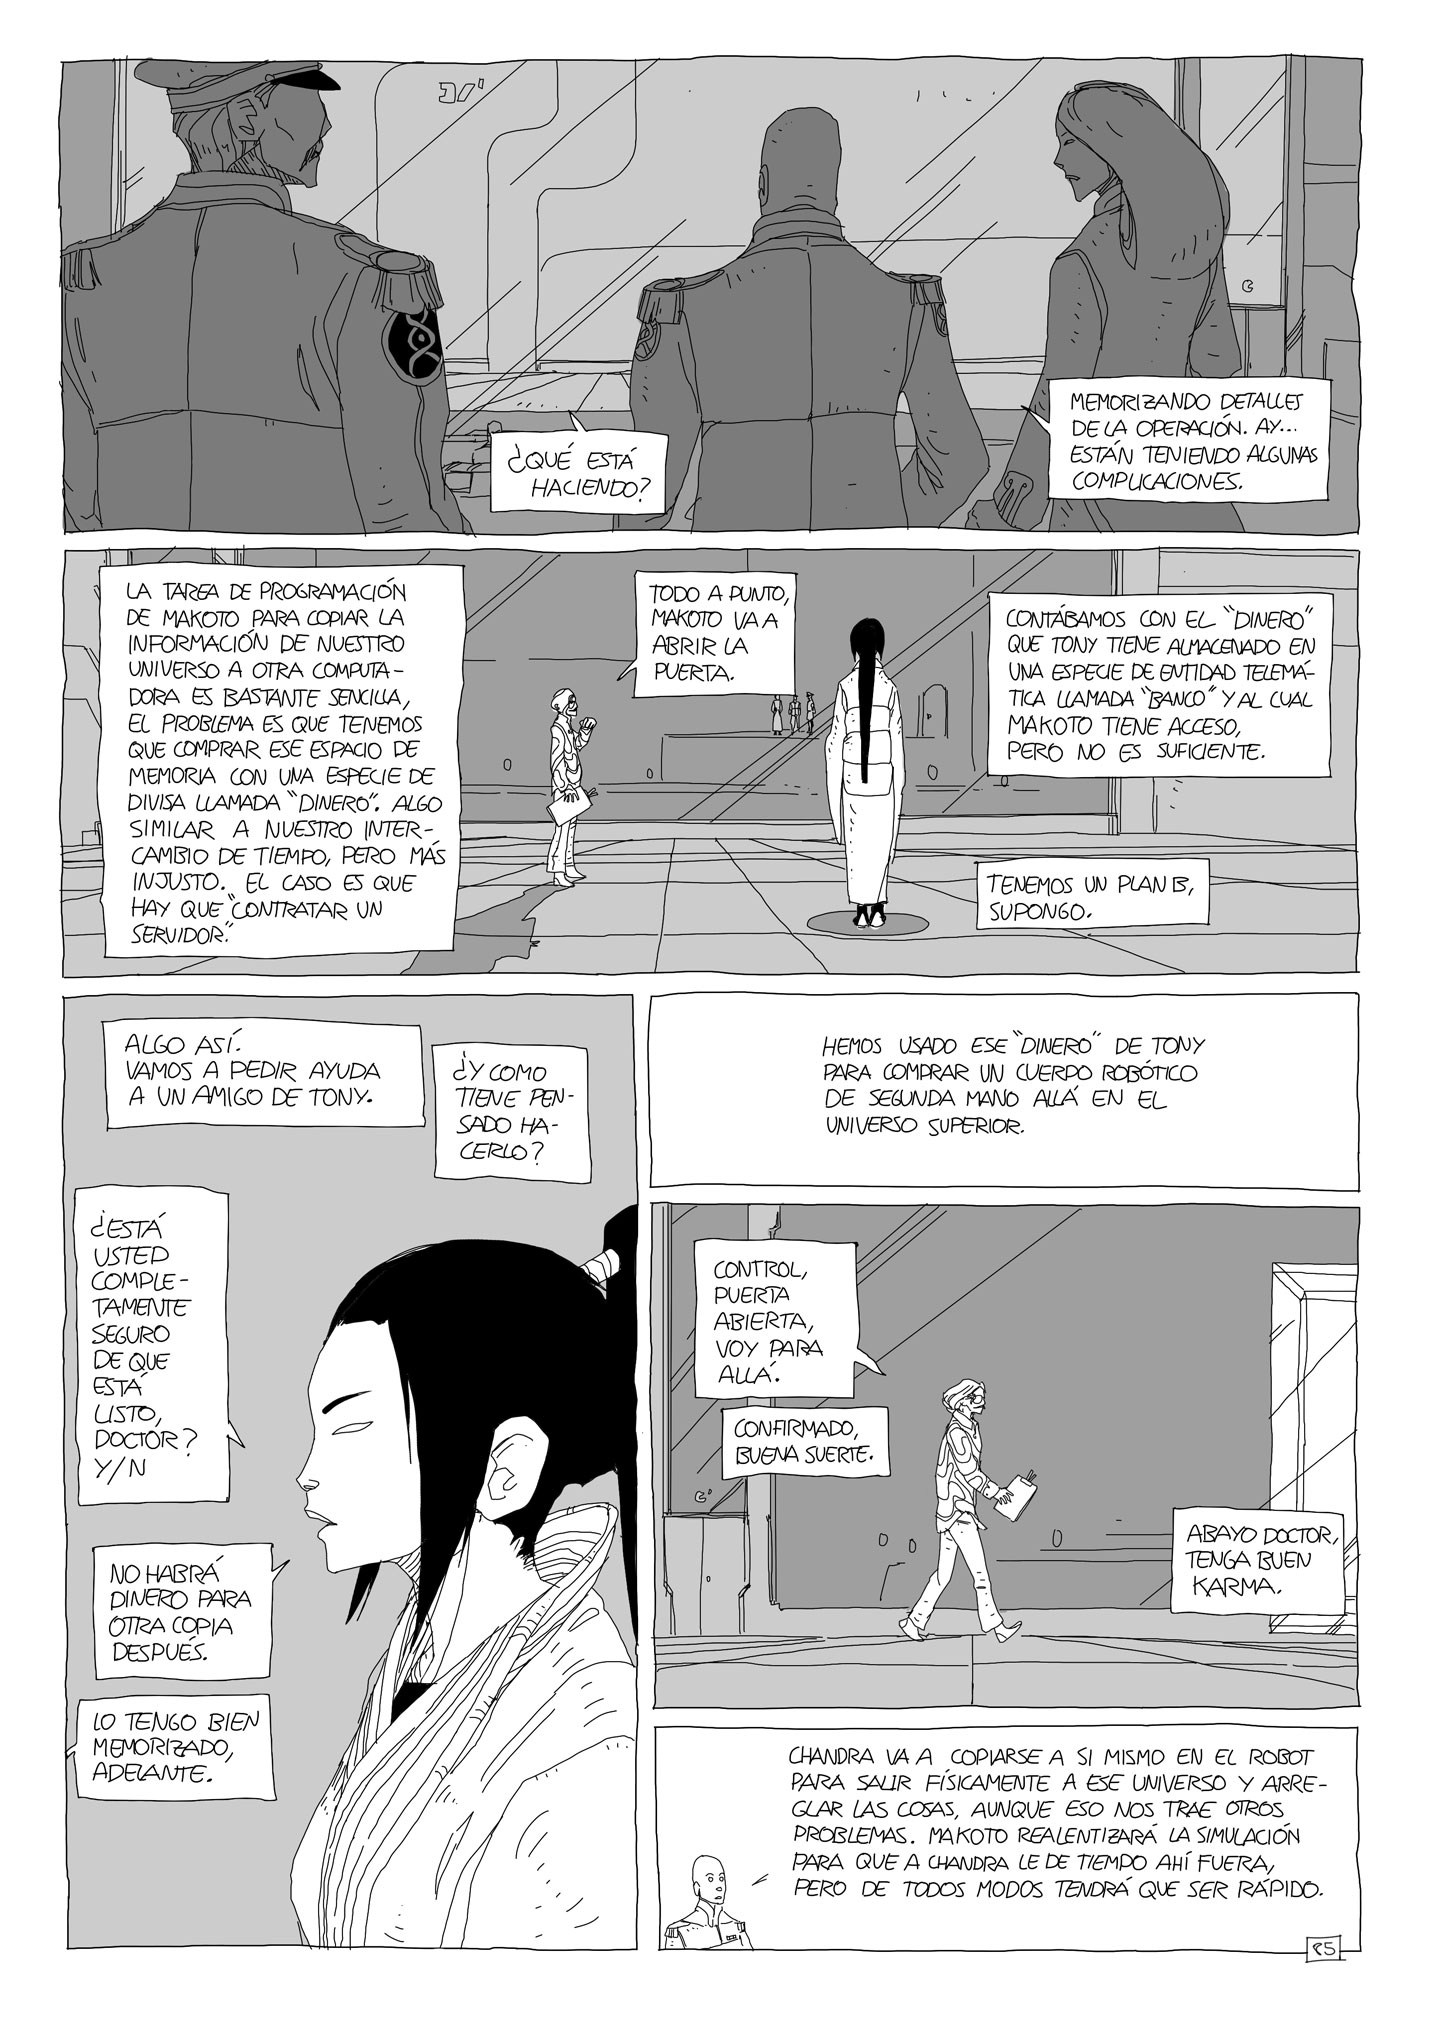 ¿QUÉ ESTÁ
HACIENDO?
MEMORIZANDO DETALLES
DE LA OPERACIÓN. AY...
ESTÁN TENIENDO ALGUNAS
COMPLICACIONES.
LA TAREA DE PROGRAMACIÓN
DE MAKOTO PARA COPIAR LA
INFORMACIÓN DE NUESTRO
UNIVERSO A OTRA COMPUTA-
DORA ES BASTANTE SENCILLA,
EL PROBLEMA ES QUE TENEMOS
QUE COMPRAR ESE ESPACIO DE
MEMORIA CON UNA ESPECIE DE
DIVISA LLAMADA "DINERO". ALGO
SIMILAR A NUESTRO INTER-
CAMBIO DE TIEMPO, PERO MÁS
INJUSTO. EL CASO ES QUE
HAY QUE "CONTRATAR UN
SERVIDOR."
TODO A PUNTO,
MAKOTO VA A
ABRIR LA
PUERTA.
CONTÁBAMOS CON EL "DINERO"
QUE TONY TIENE ALMACENADO EN
UNA ESPECIE DE ENTIDAD TELEMÁ-
TICA LLAMADA "BANCO" Y AL CUAL
MAKOTO TIENE ACCESO,
PERO NO ES SUFICIENTE.
TENEMOS UN PLAN B,
SUPONGO.
ALGO ASÍ.
VAMOS A PEDIR AYUDA
A UN AMIGO DE TONY.
¿Y COMO
TIENE PEN-
SADO HA-
CERLO?
¿ESTÁ
USTED
COMPLE-
TAMENTE
SEGURO
DE QUE
ESTÁ
LISTO,
DOCTOR?
Y/N
NO HABRÁ
DINERO PARA
OTRA COPIA
DESPUÉS.
LO TENGO BIEN
MEMORIZADO,
ADELANTE.
HEMOS USADO ESE "DINERO" DE TONY
PARA COMPRAR UN CUERPO ROBÓTICO
DE SEGUNDA MANO ALLÁ EN EL
UNIVERSO SUPERIOR.
CONTROL,
PUERTA
ABIERTA,
VOY PARA
ALLÁ.
CONFIRMADO,
BUENA SUERTE.
ABAYO DOCTOR,
TENGA BUEN
KARMA.
CHANDRA VA A COPIARSE A SI MISMO EN EL ROBOT
PARA SALIR FÍSICAMENTE A ESE UNIVERSO Y ARRE-
GLAR LAS COSAS, AUNQUE ESO NOS TRAE OTROS
PROBLEMAS. MAKOTO REALENTIZARÁ LA SIMULACIÓN
PARA QUE A CHANDRA LE DE TIEMPO AHÍ FUERA,
PERO DE TODOS MODOS TENDRÁ QUE SER RÁPIDO.
85